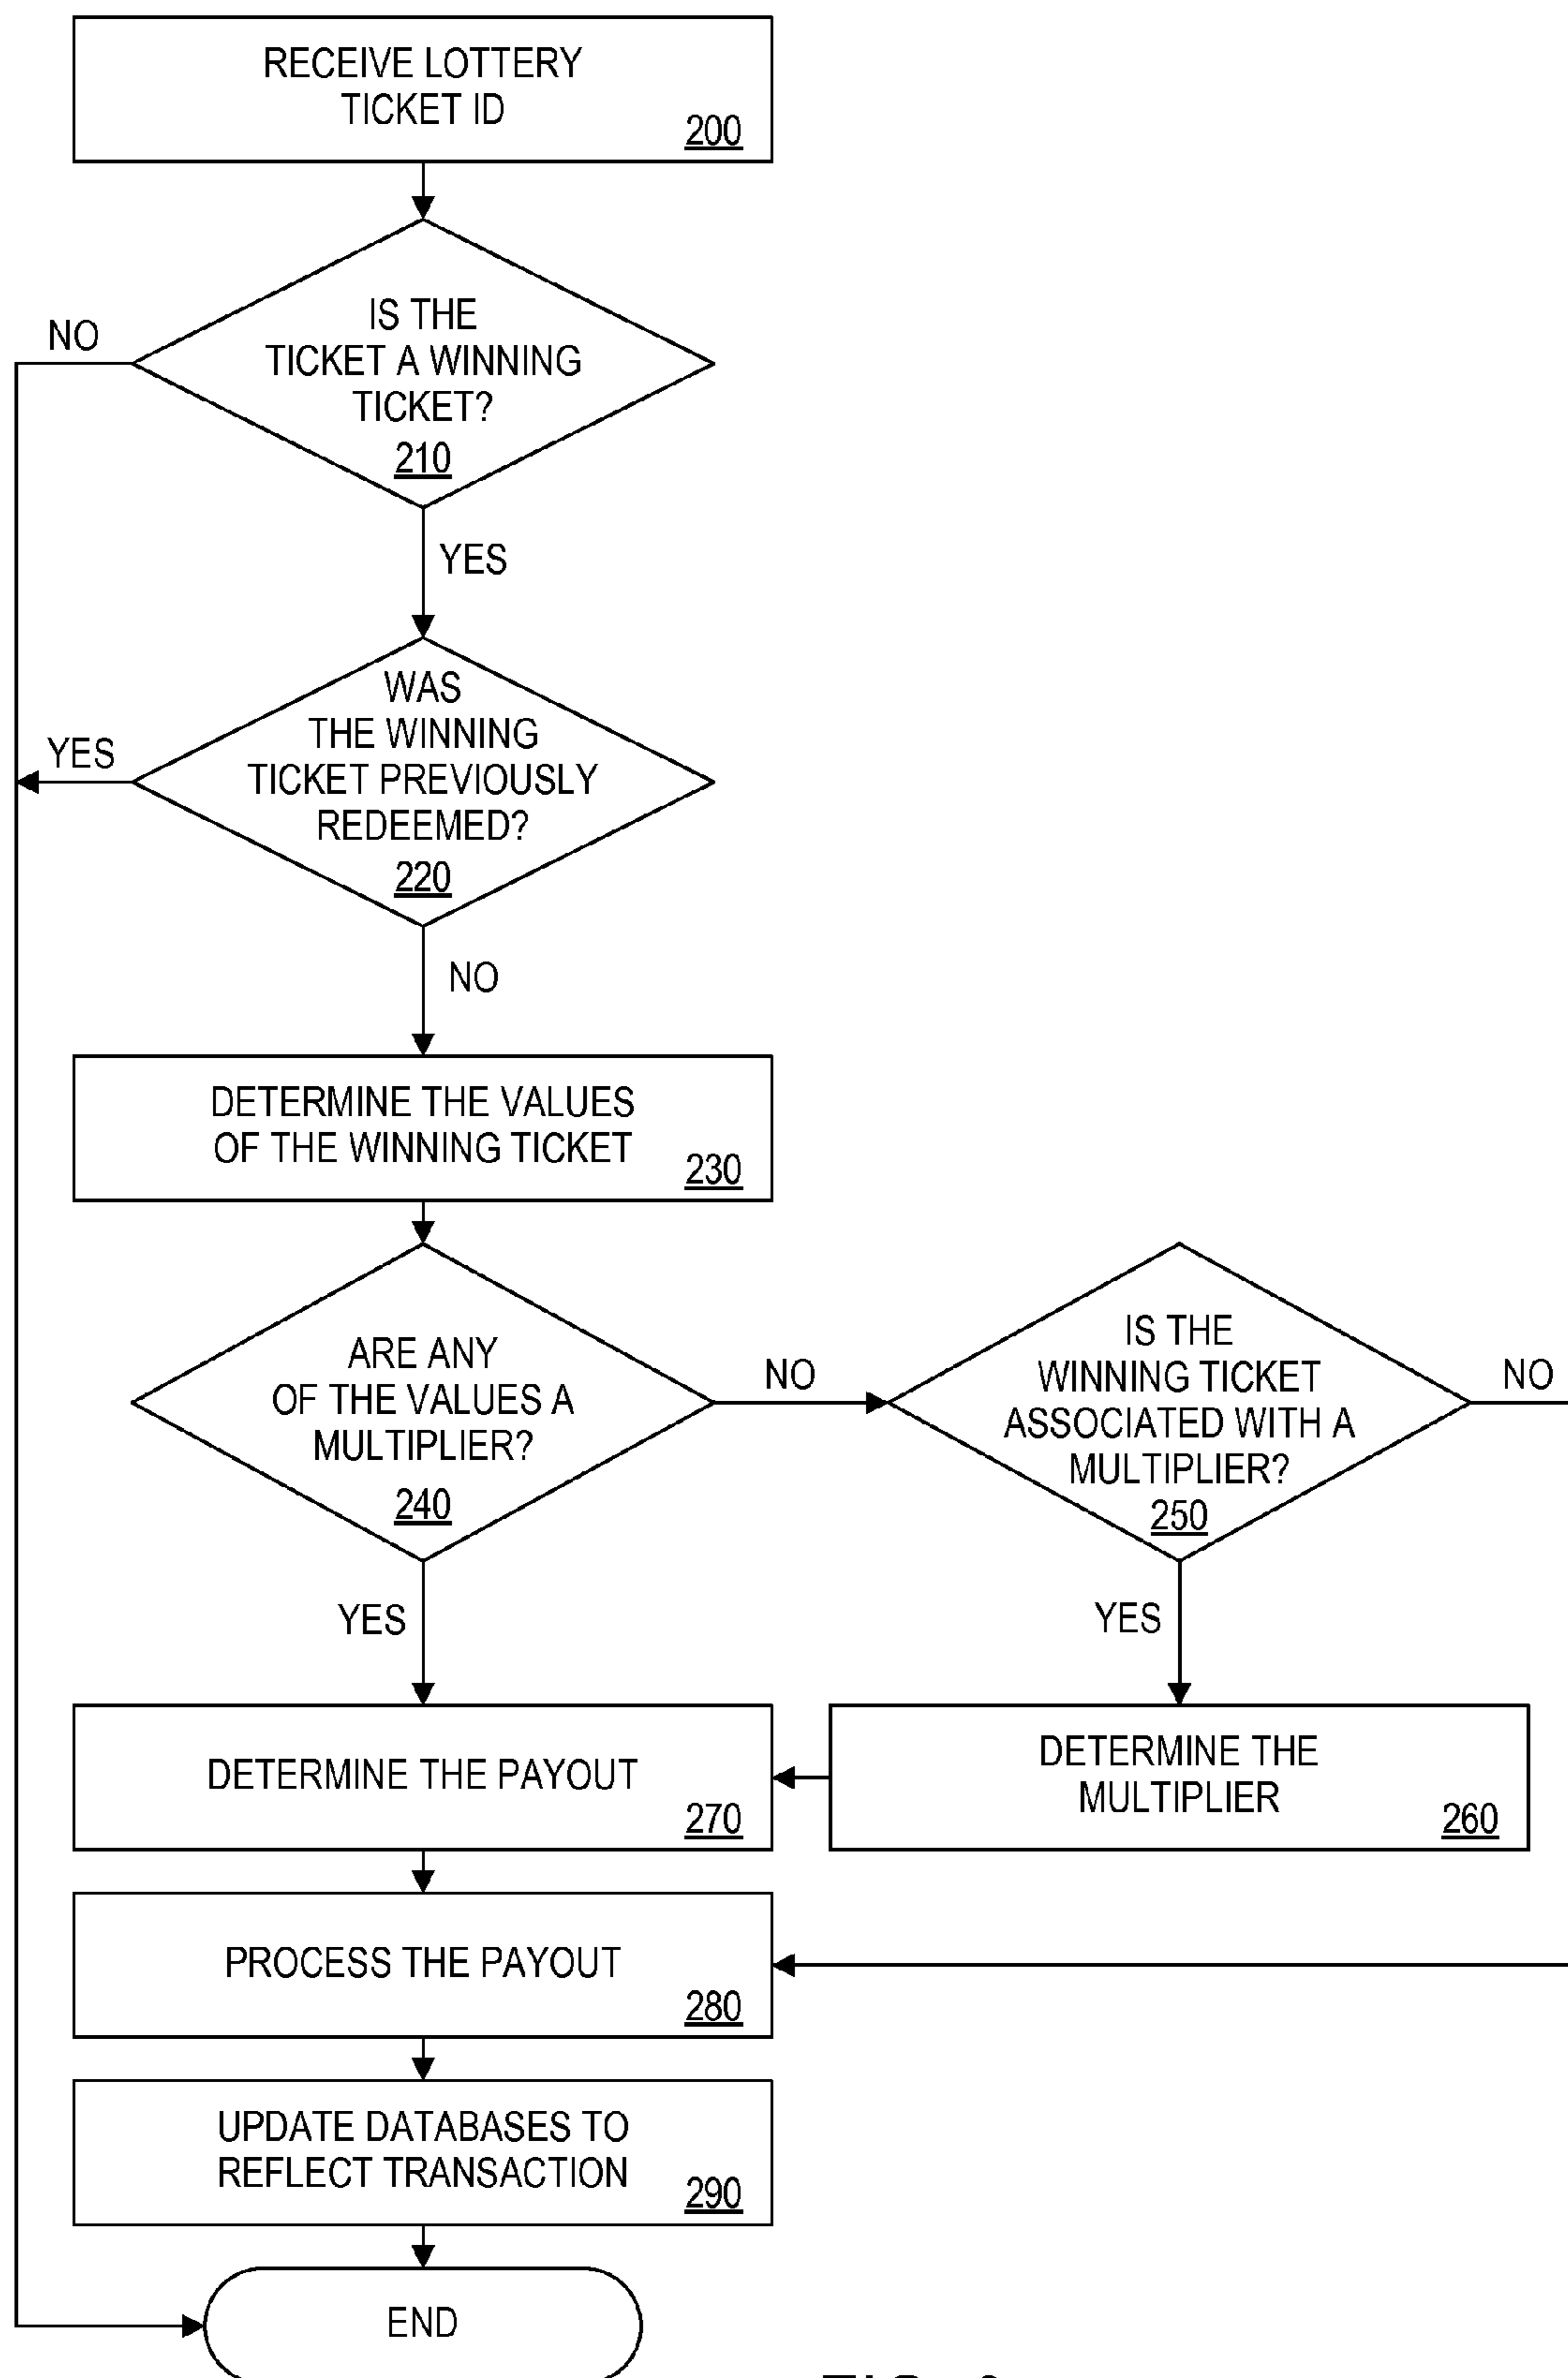 RECEIVE LOTTERY
TICKET ID
200
IS THE
TICKET A WINNING
TICKET?
210
NO
YES
WAS
THE WINNING
TICKET PREVIOUSLY
REDEEMED?
220
YES
NO
DETERMINE THE VALUES
OF THE WINNING TICKET
230
ARE ANY
OF THE VALUES A
MULTIPLIER?
240
NO
IS THE
WINNING TICKET
ASSOCIATED WITH A
MULTIPLIER?
250
NO
YES
YES
DETERMINE THE PAYOUT
270
DETERMINE THE
MULTIPLIER
260
PROCESS THE PAYOUT
280
UPDATE DATABASES TO
REFLECT TRANSACTION
290
END